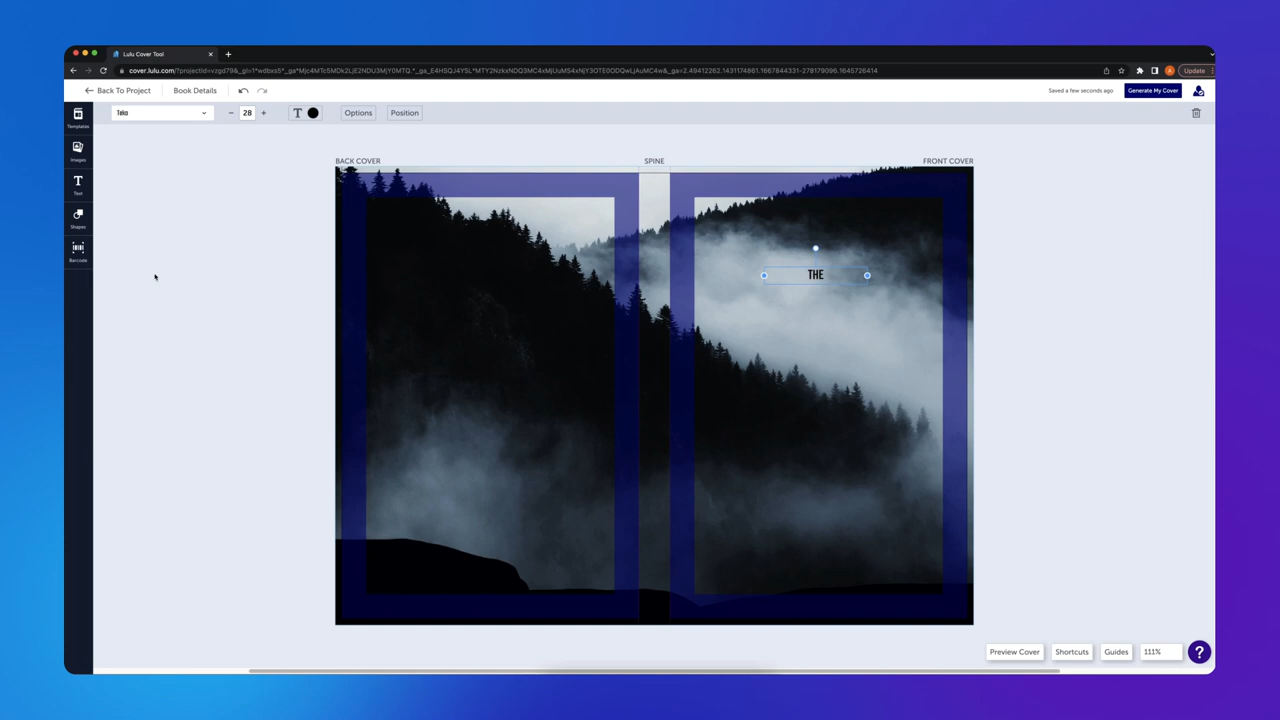 Lulu Cover Tool
Update
Back To Project
Book Details
Saved a few seconds ago
Generate My Cover
Teko
28
T
Options
Position
Templates
Images
T
Text
Shapes
Barcode
BACK COVER
SPINE
FRONT COVER
THE
Preview Cover
Shortcuts
Guides
111%
?